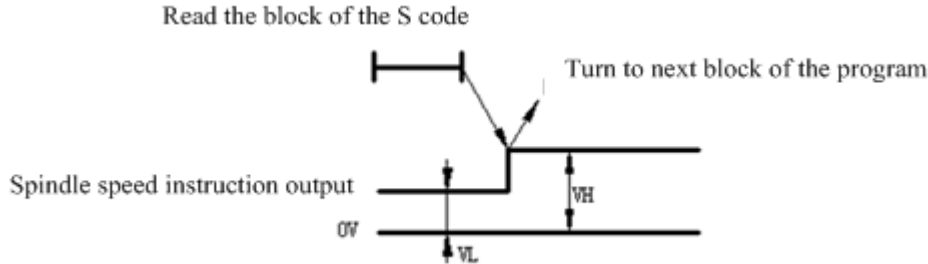 Read the block of the S code
Turn to next block of the program
Spindle speed instruction output
VH
0V
VL